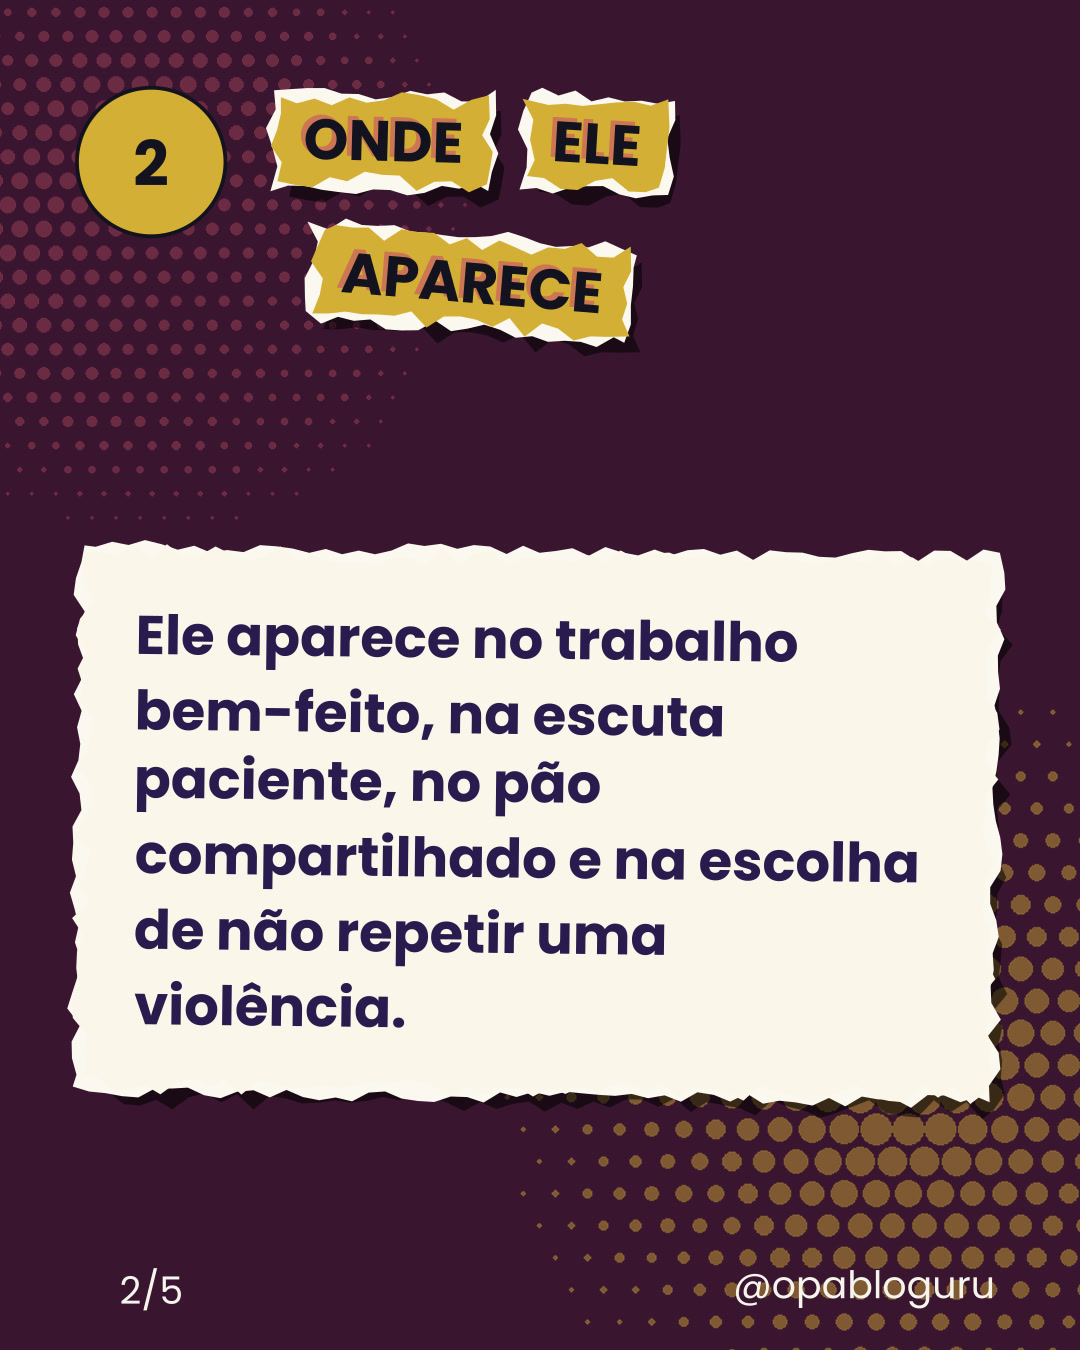 2
ONDE ELE
APARECE
Ele aparece no trabalho
bem-feito, na escuta
paciente, no pão
compartilhado e na escolha
de não repetir uma
violência.
2/5
@opabloguru